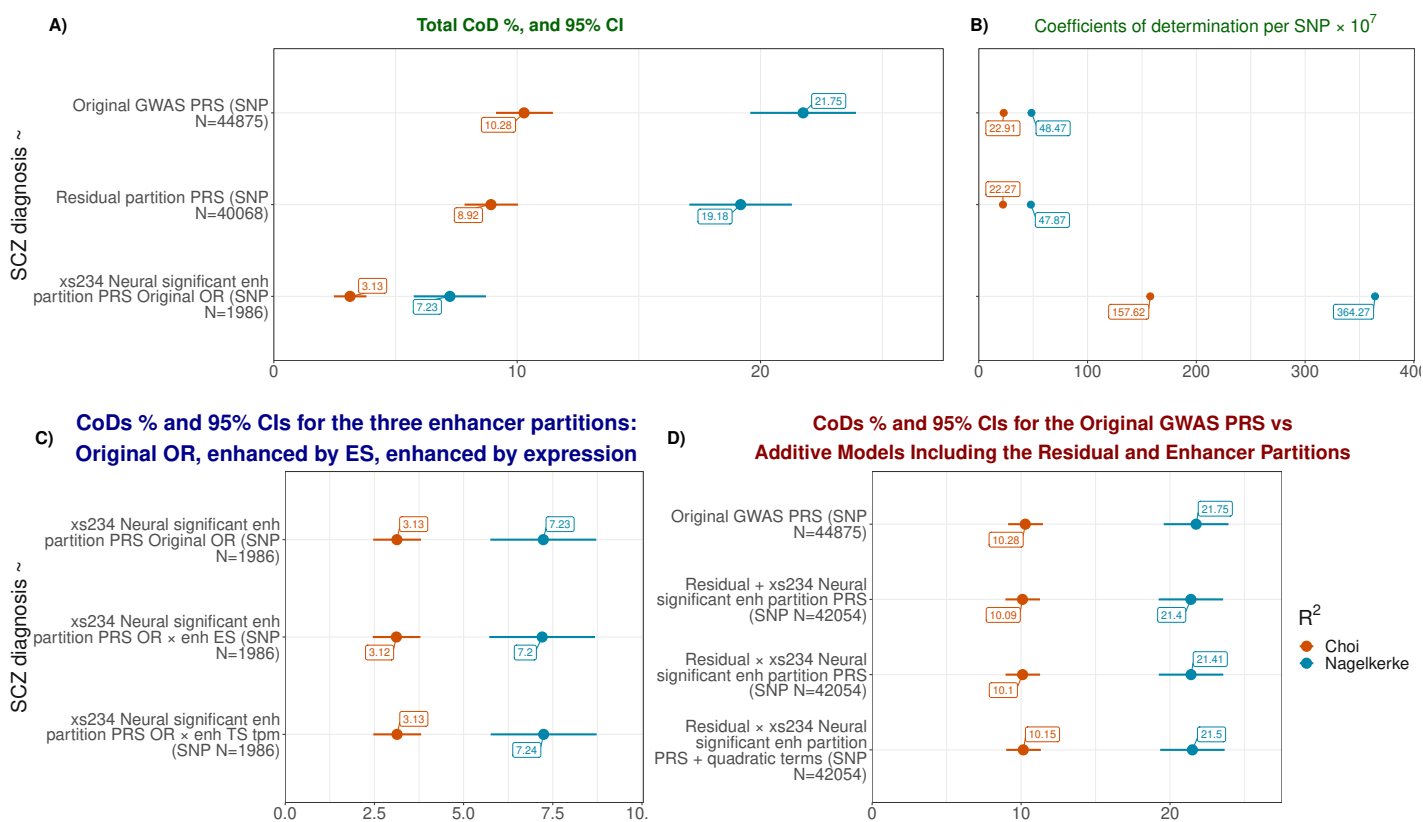 A)
Total CoD %, and 95% CI
B)
Coefficients of determination per SNP × 10^7
SCZ diagnosis ~
Original GWAS PRS (SNP
N=44875)
Residual partition PRS (SNP
N=40068)
xs234 Neural significant enh
partition PRS Original OR (SNP
N=1986)
10.28
21.75
8.92
19.18
3.13
7.23
0
10
20
22.91
48.47
22.27
47.87
157.62
364.27
0
100
200
300
400
C)
CoDs % and 95% CIs for the three enhancer partitions:
Original OR, enhanced by ES, enhanced by expression
SCZ diagnosis ~
xs234 Neural significant enh
partition PRS Original OR (SNP
N=1986)
xs234 Neural significant enh
partition PRS OR × enh ES (SNP
N=1986)
xs234 Neural significant enh
partition PRS OR × enh TS tpm
(SNP N=1986)
3.13
7.23
3.12
7.2
3.13
7.24
0.0
2.5
5.0
7.5
10.
D)
CoDs % and 95% CIs for the Original GWAS PRS vs
Additive Models Including the Residual and Enhancer Partitions
Original GWAS PRS (SNP
N=44875)
Residual + xs234 Neural
significant enh partition PRS
(SNP N=42054)
Residual × xs234 Neural
significant enh partition PRS
(SNP N=42054)
Residual × xs234 Neural
significant enh partition
PRS + quadratic terms (SNP
N=42054)
10.28
21.75
10.09
21.4
10.1
21.41
10.15
21.5
0
10
20
R^2
Choi
Nagelkerke